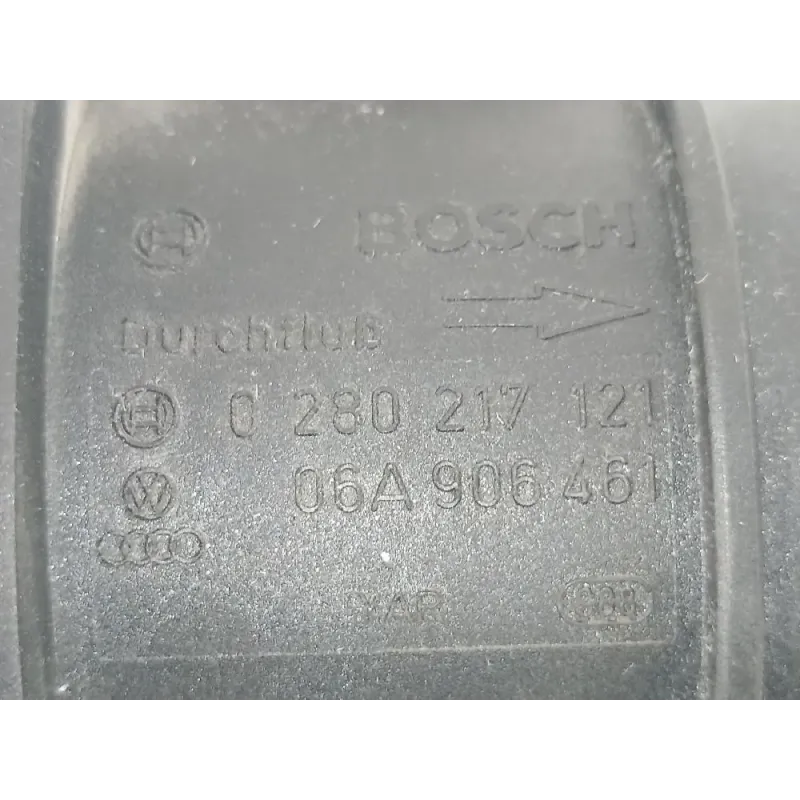 BOSCH
Durchfluß
0 280 217 121
06A 906 461